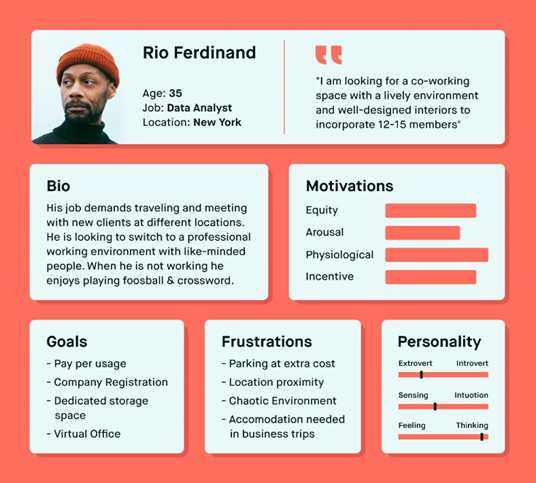 Rio Ferdinand
Age: 35
Job: Data Analyst
Location: New York
"I am looking for a co-working
space with a lively environment
and well-designed interiors to
incorporate 12-15 members"
Bio
His job demands traveling and meeting
with new clients at different locations.
He is looking to switch to a professional
working environment with like-minded
people. When he is not working he
enjoys playing foosball & crossword.
Motivations
Equity
Arousal
Physiological
Incentive
Goals
- Pay per usage
- Company Registration
- Dedicated storage
space
- Virtual Office
Frustrations
- Parking at extra cost
- Location proximity
- Chaotic Environment
- Accomodation needed
in business trips
Personality
Extrovert Introvert
Sensing Intuotion
Feeling Thinking